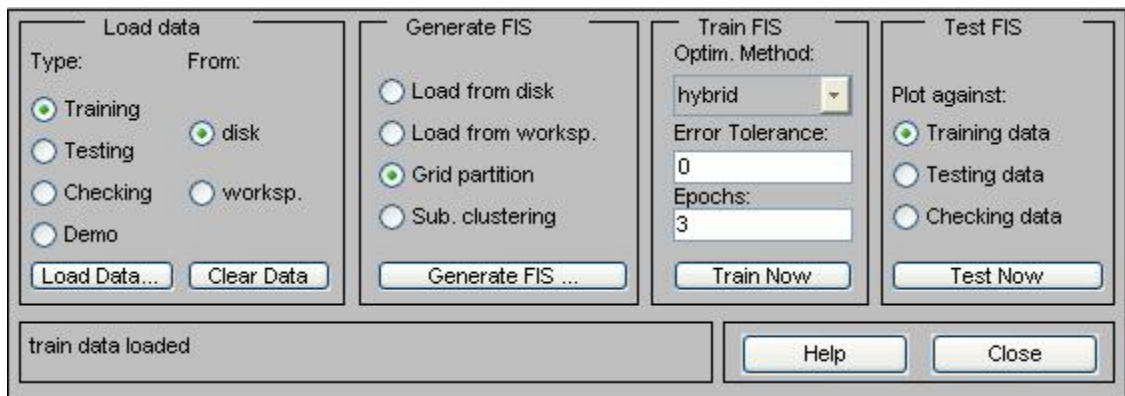 Load data
Type:
From:
Training
Testing
Checking
Demo
disk
worksp.
Load Data...
Clear Data
Generate FIS
Load from disk
Load from worksp.
Grid partition
Sub. clustering
Generate FIS ...
Train FIS
Optim. Method:
hybrid
Error Tolerance:
0
Epochs:
3
Train Now
Test FIS
Plot against:
Training data
Testing data
Checking data
Test Now
train data loaded
Help
Close